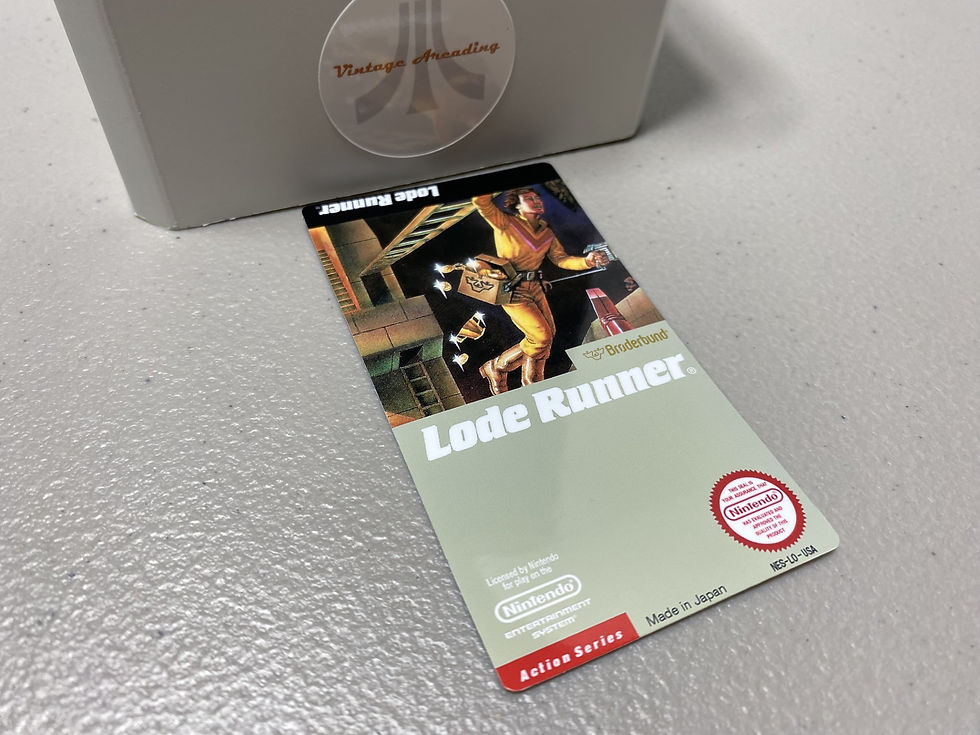 Vintage Arcading
Lode Runner
Brøderbund
Lode Runner®
THIS SEAL IS
YOUR ASSURANCE THAT
Nintendo
HAS EVALUATED AND
APPROVED THE
QUALITY OF THIS
PRODUCT
NES-LO-USA
Licensed by Nintendo
for play on the
Nintendo®
ENTERTAINMENT
SYSTEM®
Action Series
Made in Japan